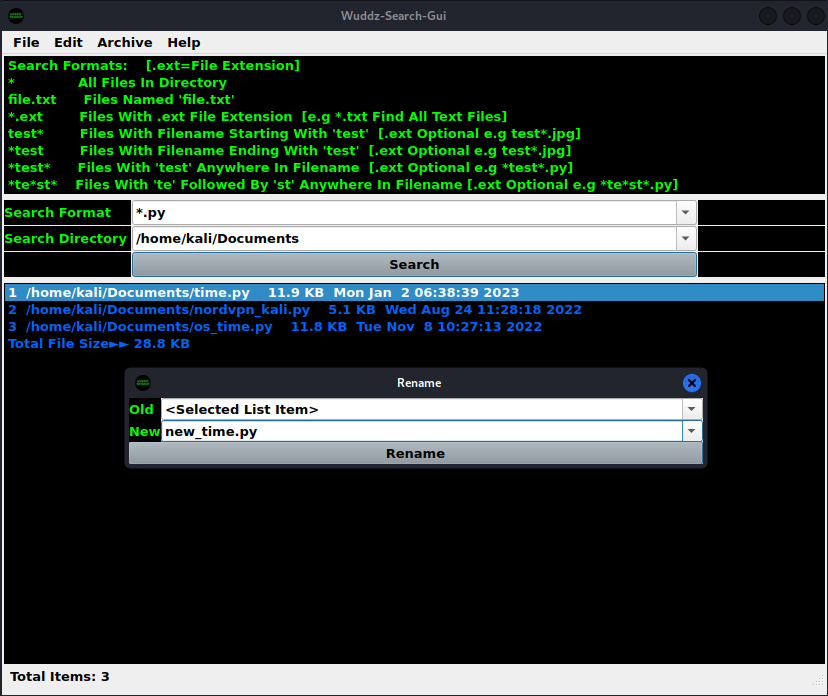 Wuddz-Search-Gui
File Edit Archive Help
Search Formats: [.ext=File Extension]
* All Files In Directory
file.txt Files Named 'file.txt'
*.ext Files With .ext File Extension [e.g *.txt Find All Text Files]
test* Files With Filename Starting With 'test' [.ext Optional e.g test*.jpg]
*test Files With Filename Ending With 'test' [.ext Optional e.g test*.jpg]
*test* Files With 'test' Anywhere In Filename [.ext Optional e.g *test*.py]
*te*st* Files With 'te' Followed By 'st' Anywhere In Filename [.ext Optional e.g *te*st*.py]
Search Format *.py
Search Directory /home/kali/Documents
Search
1 /home/kali/Documents/time.py 11.9 KB Mon Jan 2 06:38:39 2023
2 /home/kali/Documents/nordvpn_kali.py 5.1 KB Wed Aug 24 11:28:18 2022
3 /home/kali/Documents/os_time.py 11.8 KB Tue Nov 8 10:27:13 2022
Total File Size►► 28.8 KB
Rename
Old <Selected List Item>
New new_time.py
Rename
Total Items: 3